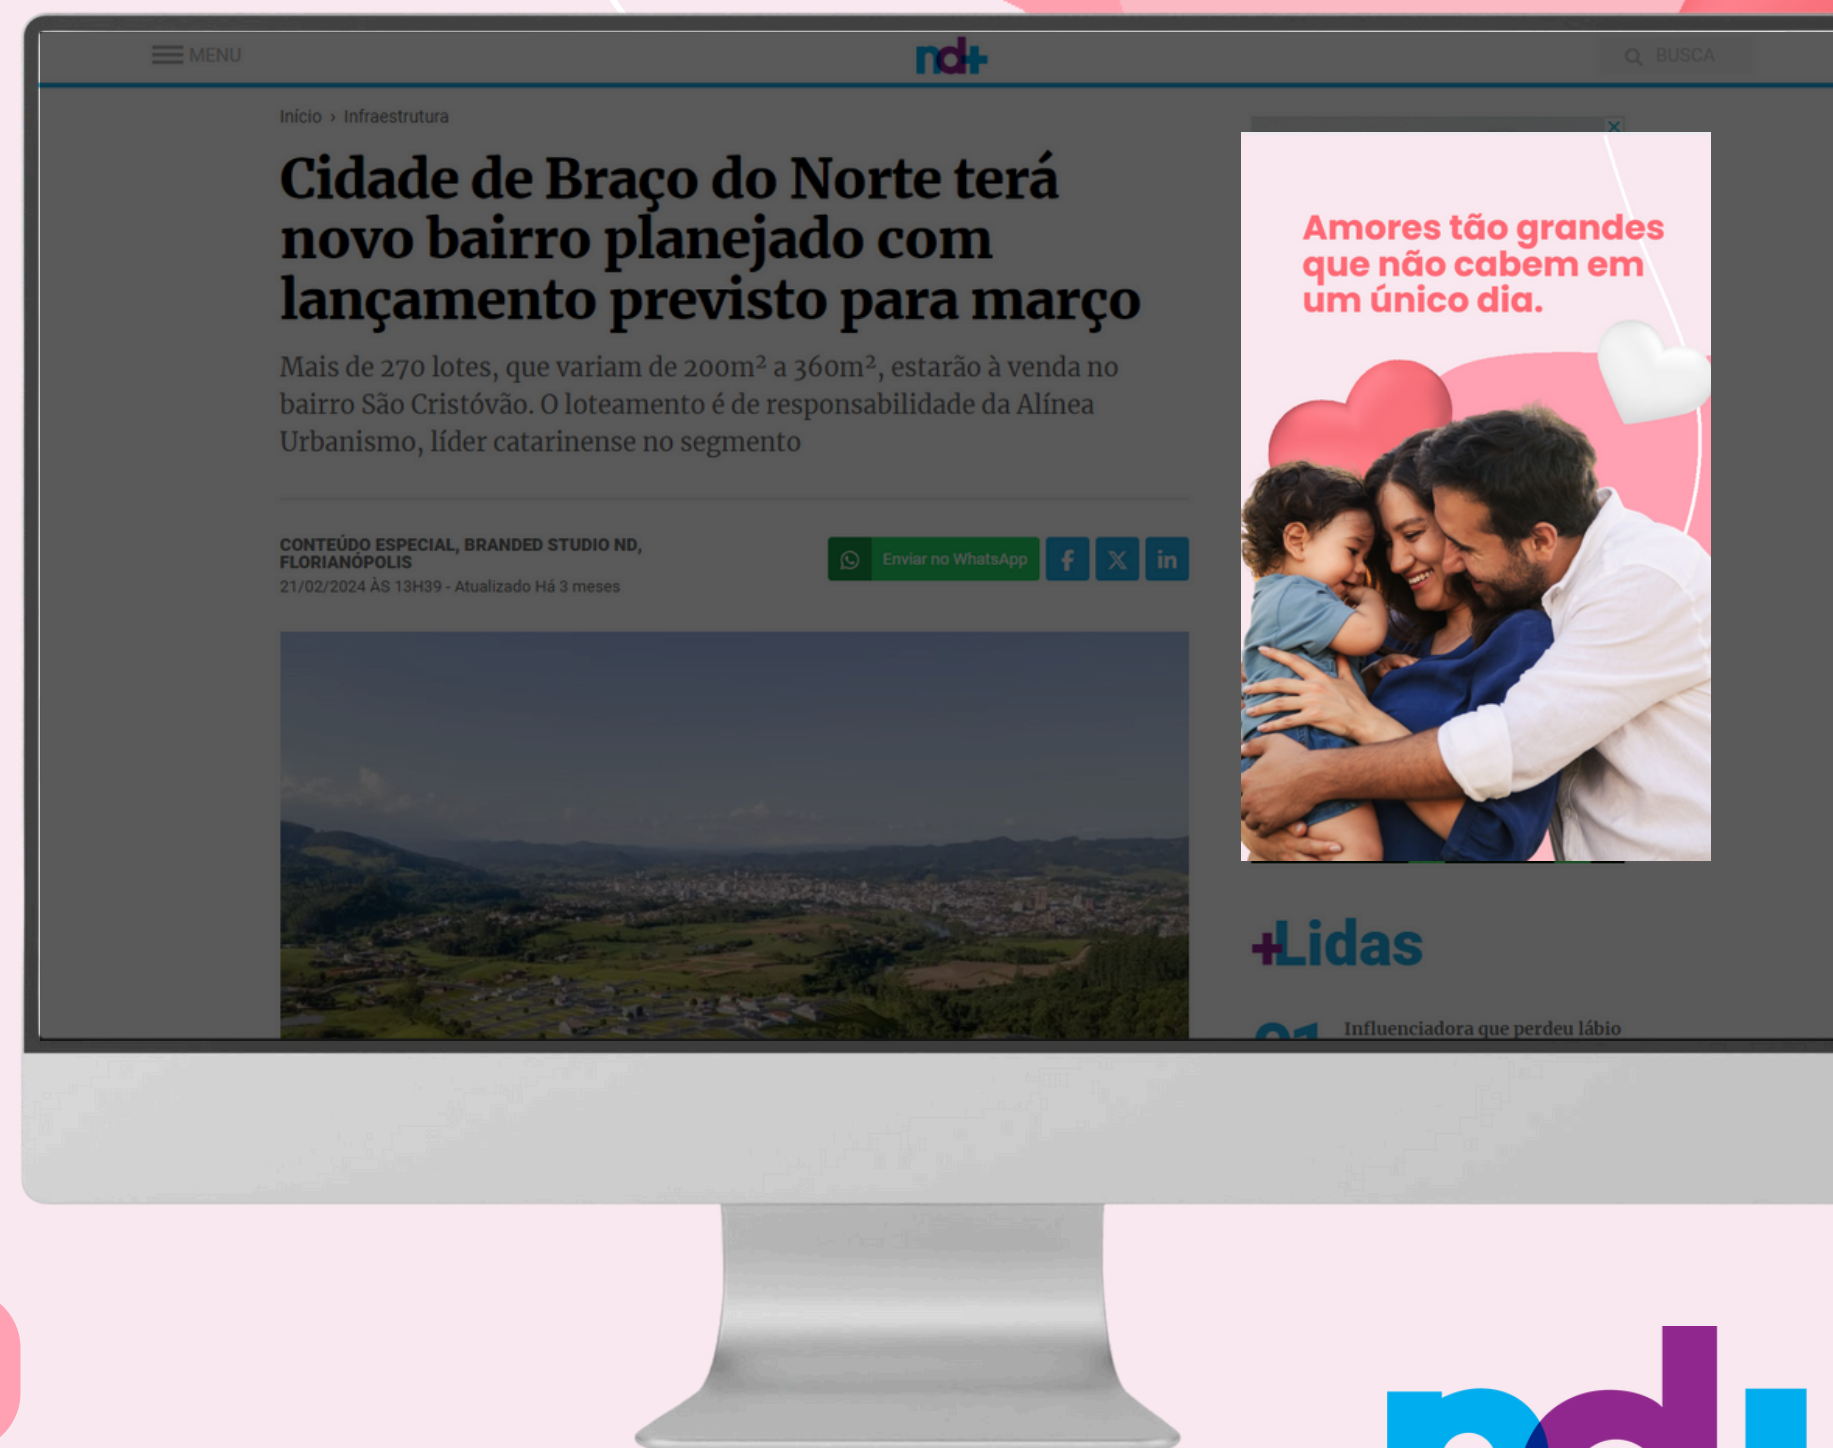 MENU
nd+
BUSCA
Início › Infraestrutura
Cidade de Braço do Norte terá
novo bairro planejado com
lançamento previsto para março
Mais de 270 lotes, que variam de 200m² a 360m², estarão à venda no
bairro São Cristóvão. O loteamento é de responsabilidade da Alínea
Urbanismo, líder catarinense no segmento
CONTEÚDO ESPECIAL, BRANDED STUDIO ND,
FLORIANÓPOLIS
21/02/2024 ÀS 13H39 - Atualizado Há 3 meses
Enviar no WhatsApp
f X in
Amores tão grandes
que não cabem em
um único dia.
+Lidas
01
Influenciadora que perdeu lábio
nd